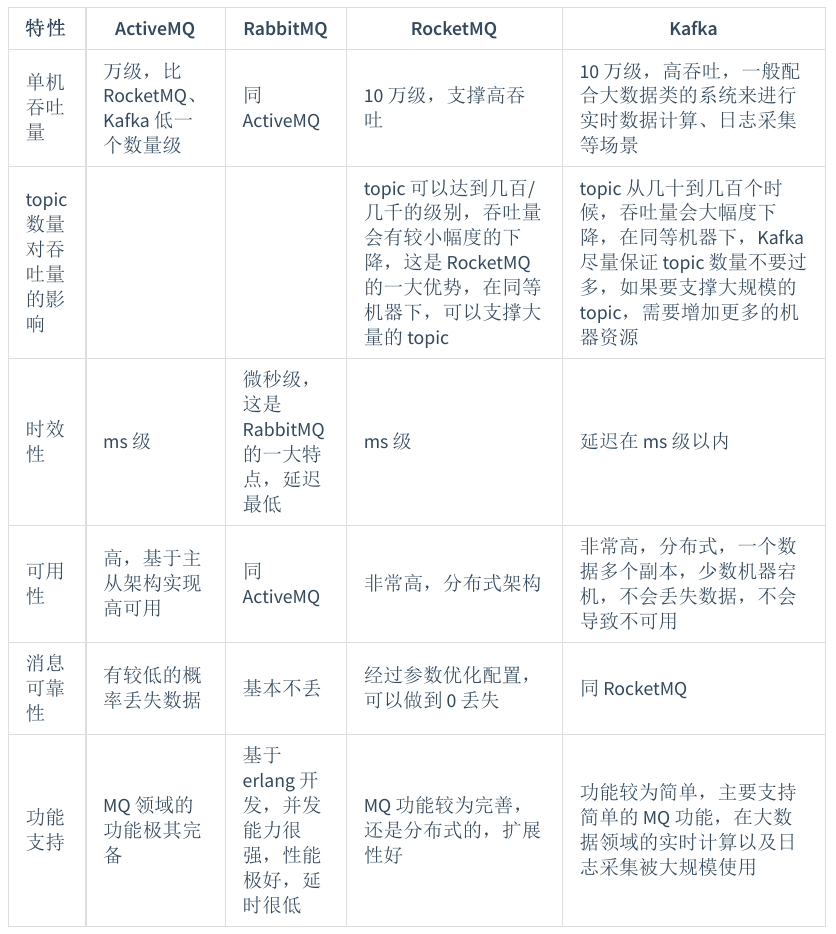 特性
ActiveMQ
RabbitMQ
RocketMQ
Kafka
单机
吞吐
量
万级，比
RocketMQ、
Kafka 低一
个数量级
同
ActiveMQ
10 万级，支撑高吞
吐
10 万级，高吞吐，一般配
合大数据类的系统来进行
实时数据计算、日志采集
等场景
topic
数量
对吞
吐量
的影
响
topic 可以达到几百/
几千的级别，吞吐量
会有较小幅度的下
降，这是 RocketMQ
的一大优势，在同等
机器下，可以支撑大
量的 topic
topic 从几十到几百个时
候，吞吐量会大幅度下
降，在同等机器下，Kafka
尽量保证 topic 数量不要过
多，如果要支撑大规模的
topic，需要增加更多的机
器资源
时效
性
ms 级
微秒级，
这是
RabbitMQ
的一大特
点，延迟
最低
ms 级
延迟在 ms 级以内
可用
性
高，基于主
从架构实现
高可用
同
ActiveMQ
非常高，分布式架构
非常高，分布式，一个数
据多个副本，少数机器宕
机，不会丢失数据，不会
导致不可用
消息
可靠
性
有较低的概
率丢失数据
基本不丢
经过参数优化配置，
可以做到 0 丢失
同 RocketMQ
功能
支持
MQ 领域的
功能极其完
备
基于
erlang 开
发，并发
能力很
强，性能
极好，延
时很低
MQ 功能较为完善，
还是分布式的，扩展
性好
功能较为简单，主要支持
简单的 MQ 功能，在大数
据领域的实时计算以及日
志采集被大规模使用